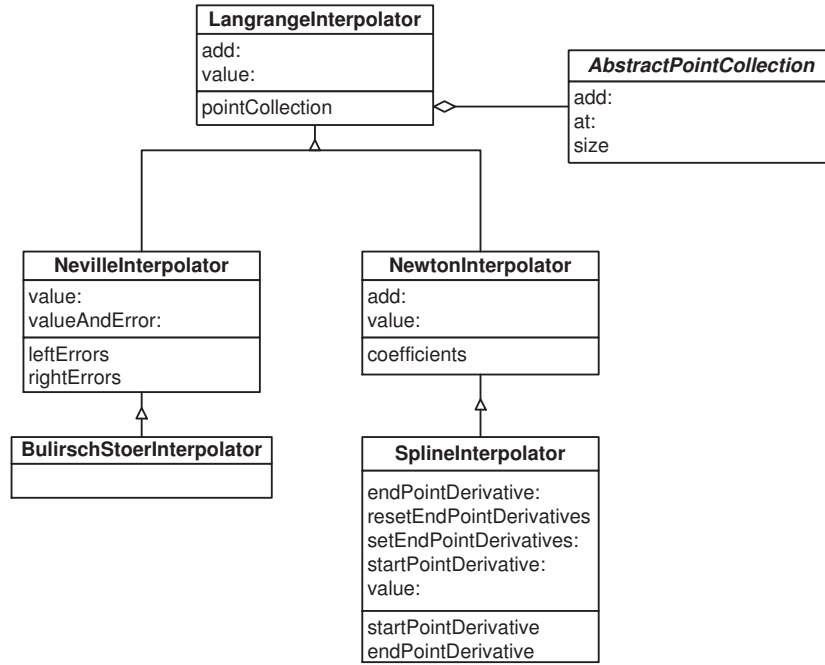 LangrangeInterpolator
add:
value:
pointCollection
AbstractPointCollection
add:
at:
size
NevilleInterpolator
value:
valueAndError:
leftErrors
rightErrors
NewtonInterpolator
add:
value:
coefficients
BulirschStoerInterpolator
SplineInterpolator
endPointDerivative:
resetEndPointDerivatives
setEndPointDerivatives:
startPointDerivative:
value:
startPointDerivative
endPointDerivative